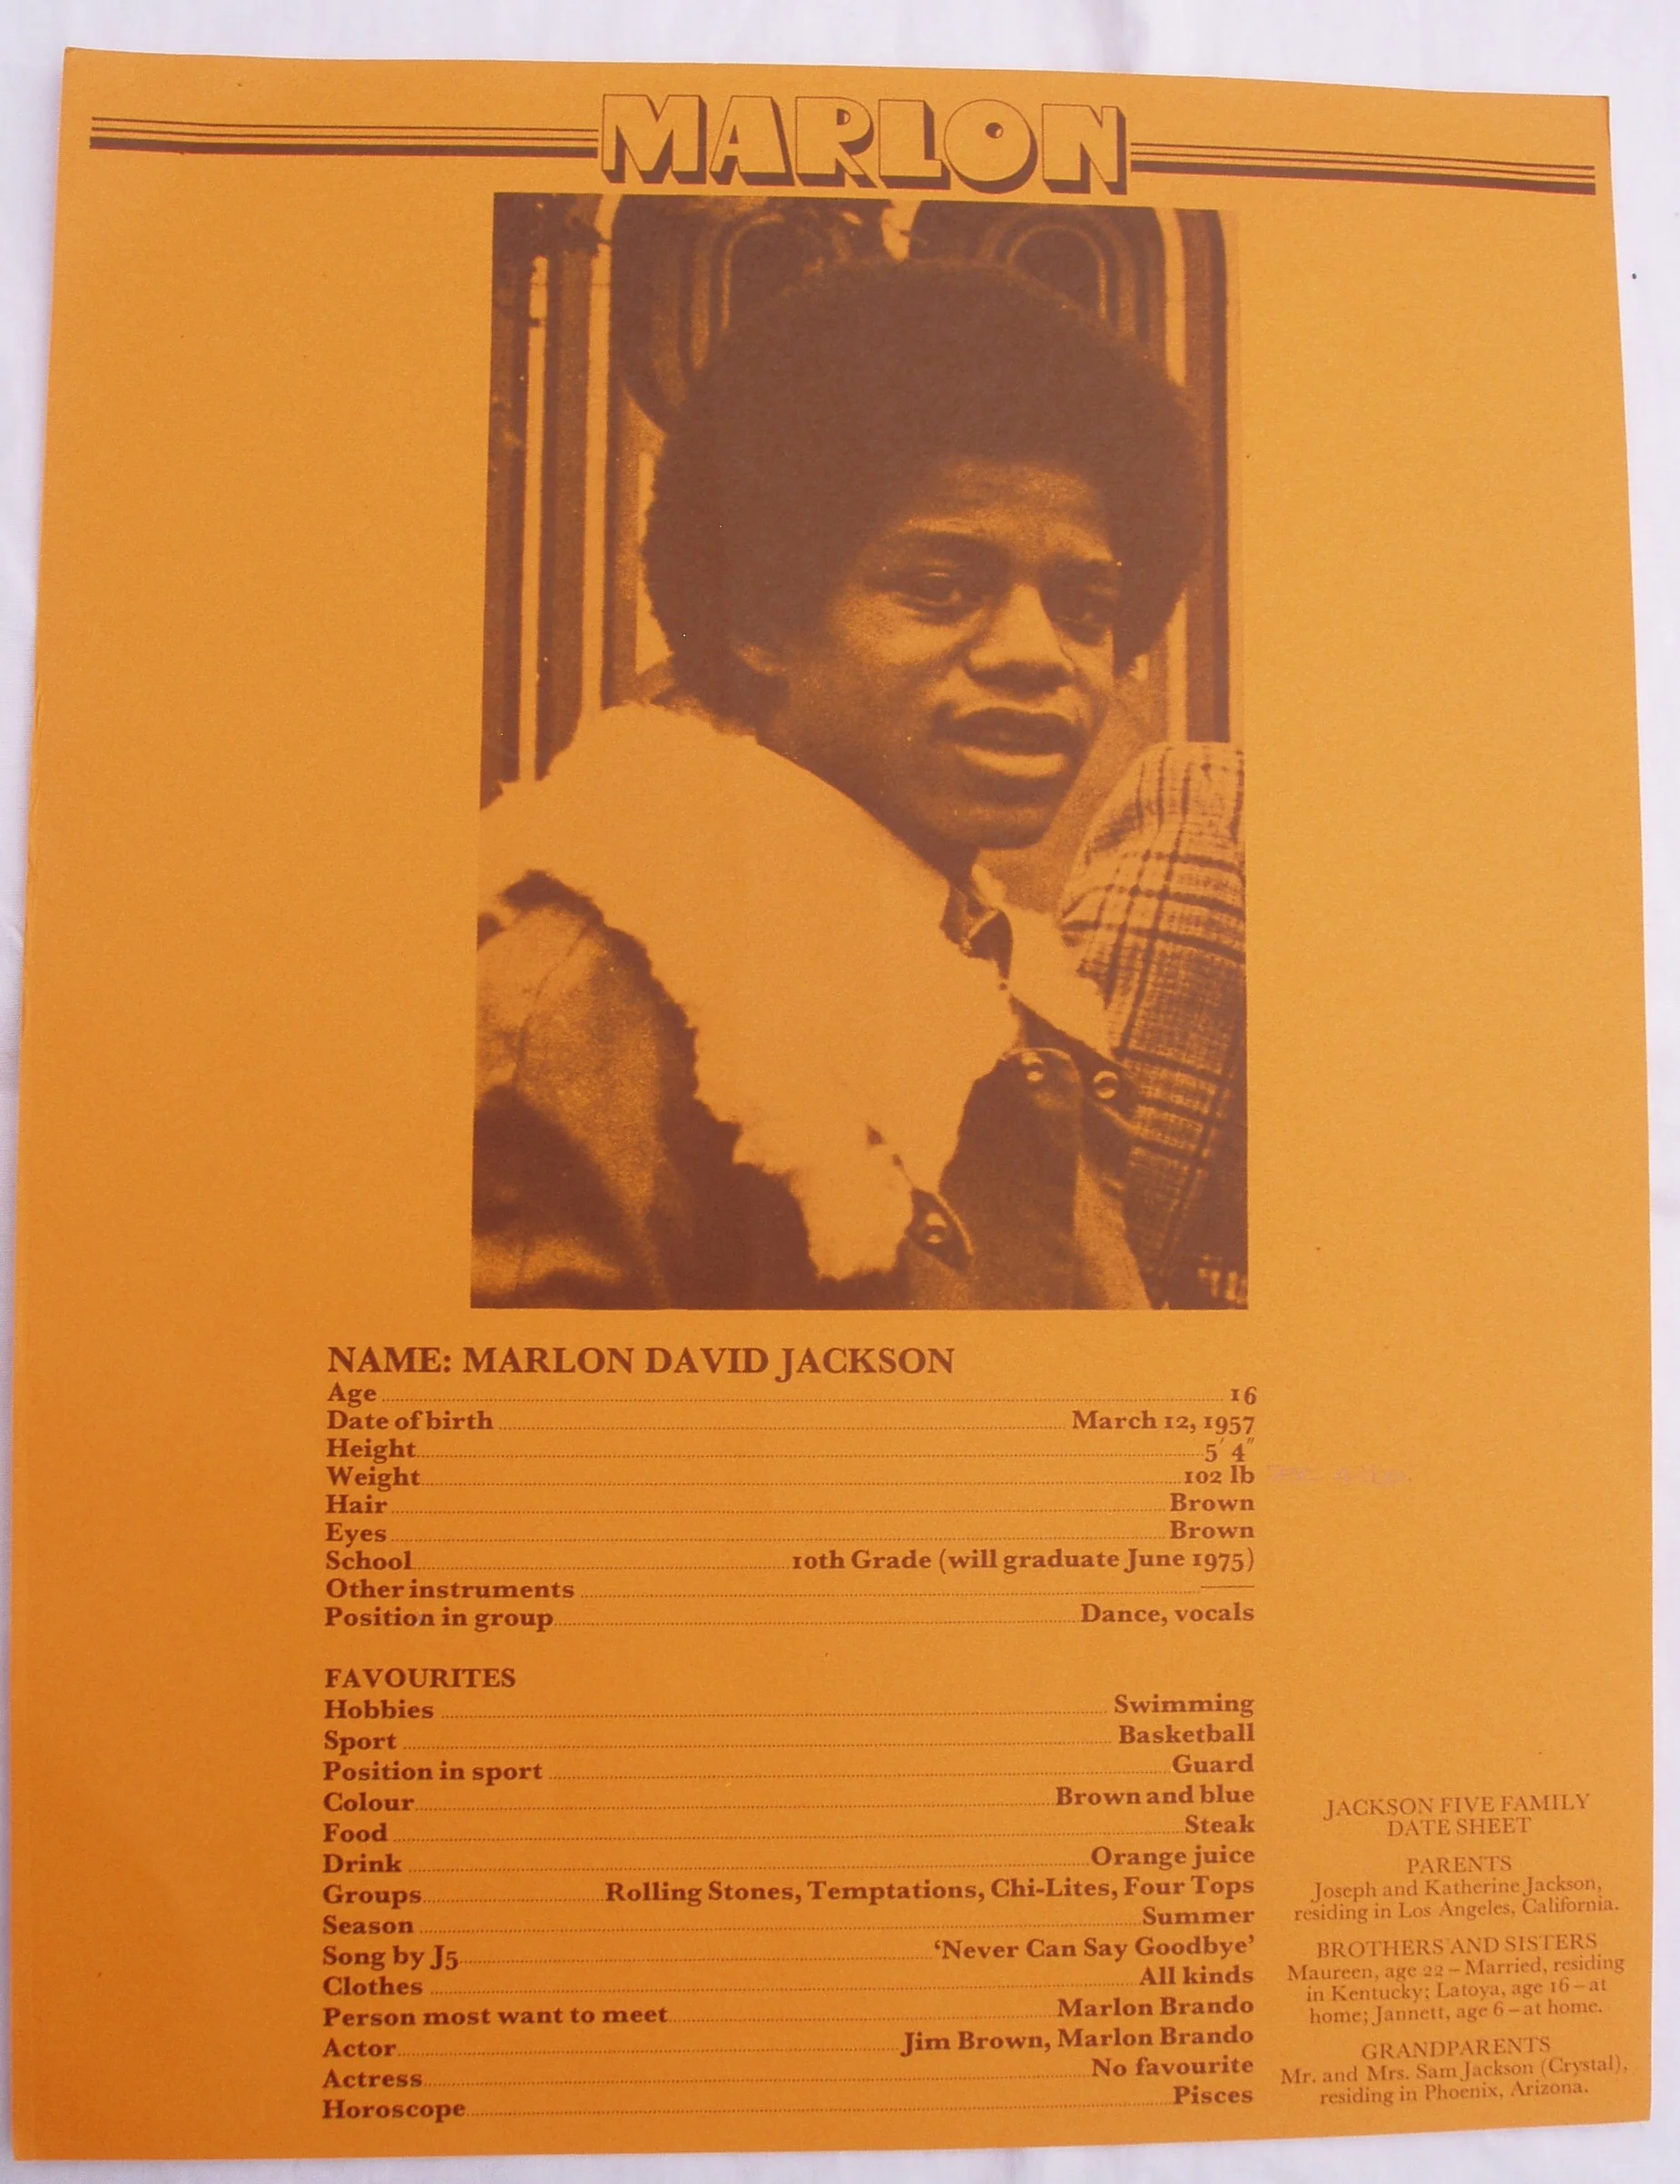 MARLON
NAME: MARLON DAVID JACKSON
Age 16
Date of birth March 12, 1957
Height 5' 4"
Weight 102 lb
Hair Brown
Eyes Brown
School 10th Grade (will graduate June 1975)
Other instruments ——
Position in group Dance, vocals
FAVOURITES
Hobbies Swimming
Sport Basketball
Position in sport Guard
Colour Brown and blue
Food Steak
Drink Orange juice
Groups Rolling Stones, Temptations, Chi-Lites, Four Tops
Season Summer
Song by J5 ‘Never Can Say Goodbye’
Clothes All kinds
Person most want to meet Marlon Brando
Actor Jim Brown, Marlon Brando
Actress No favourite
Horoscope Pisces
JACKSON FIVE FAMILY
DATE SHEET
PARENTS
Joseph and Katherine Jackson,
residing in Los Angeles, California.
BROTHERS AND SISTERS
Maureen, age 22 – Married, residing
in Kentucky; Latoya, age 16 – at
home; Jannett, age 6 – at home.
GRANDPARENTS
Mr. and Mrs. Sam Jackson (Crystal),
residing in Phoenix, Arizona.